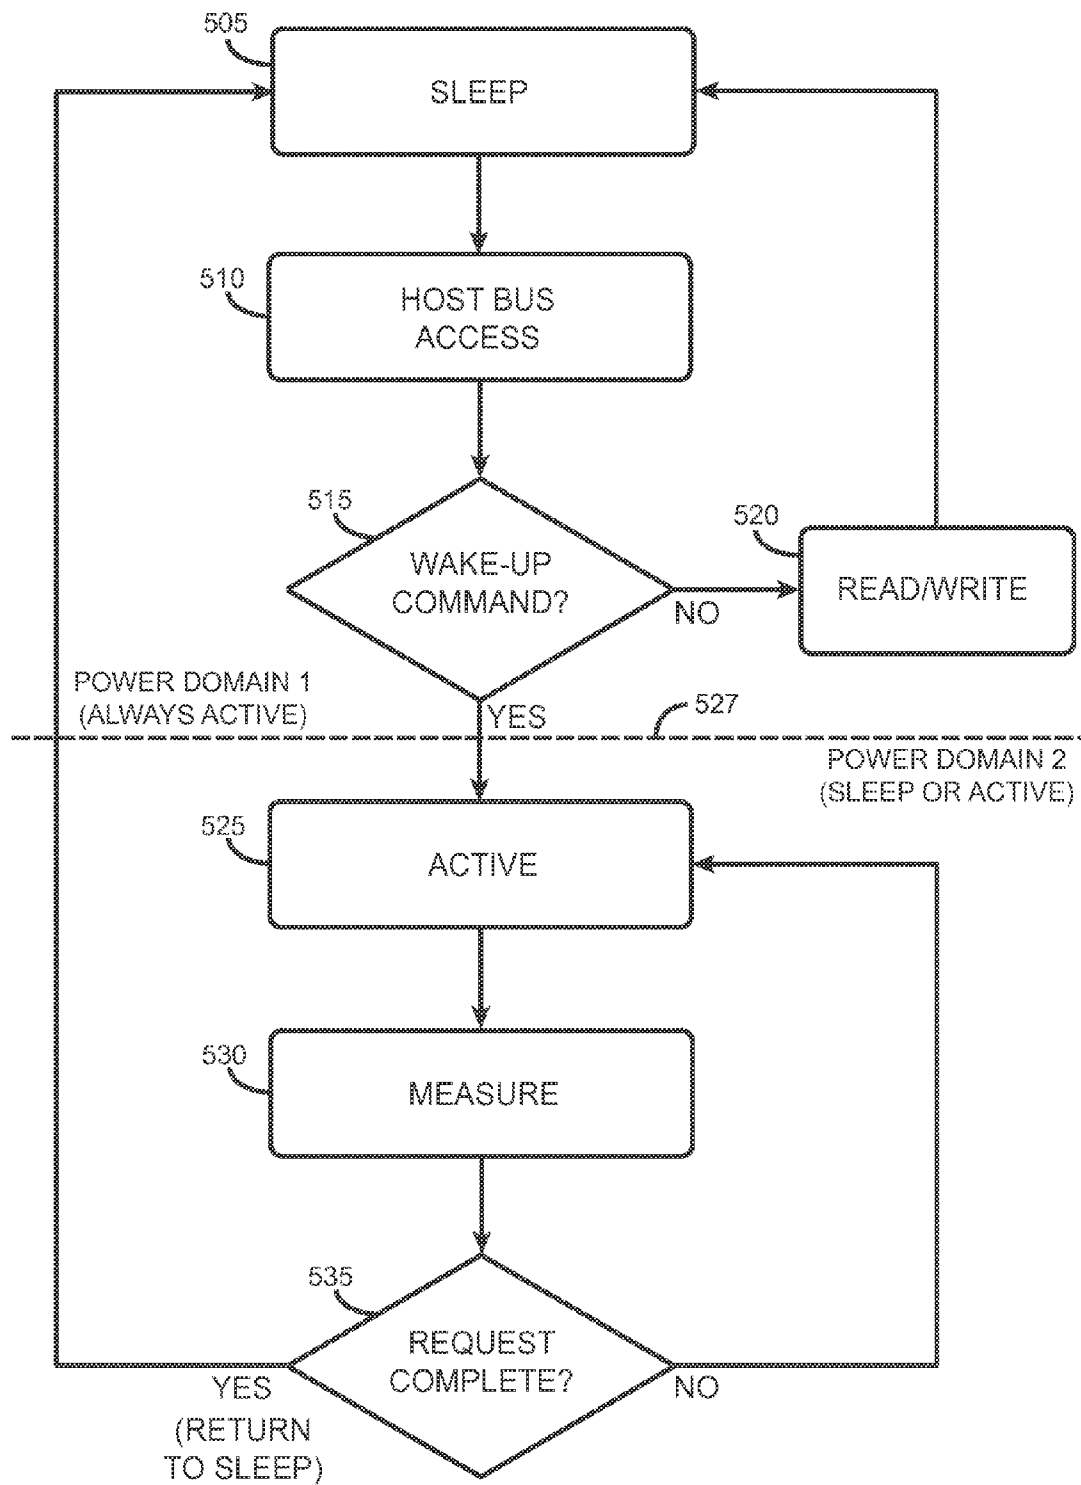 505
SLEEP
510
HOST BUS
ACCESS
515
WAKE-UP
COMMAND?
NO
520
READ/WRITE
POWER DOMAIN 1
(ALWAYS ACTIVE)
YES
527
POWER DOMAIN 2
(SLEEP OR ACTIVE)
525
ACTIVE
530
MEASURE
535
REQUEST
COMPLETE?
YES
(RETURN
TO SLEEP)
NO